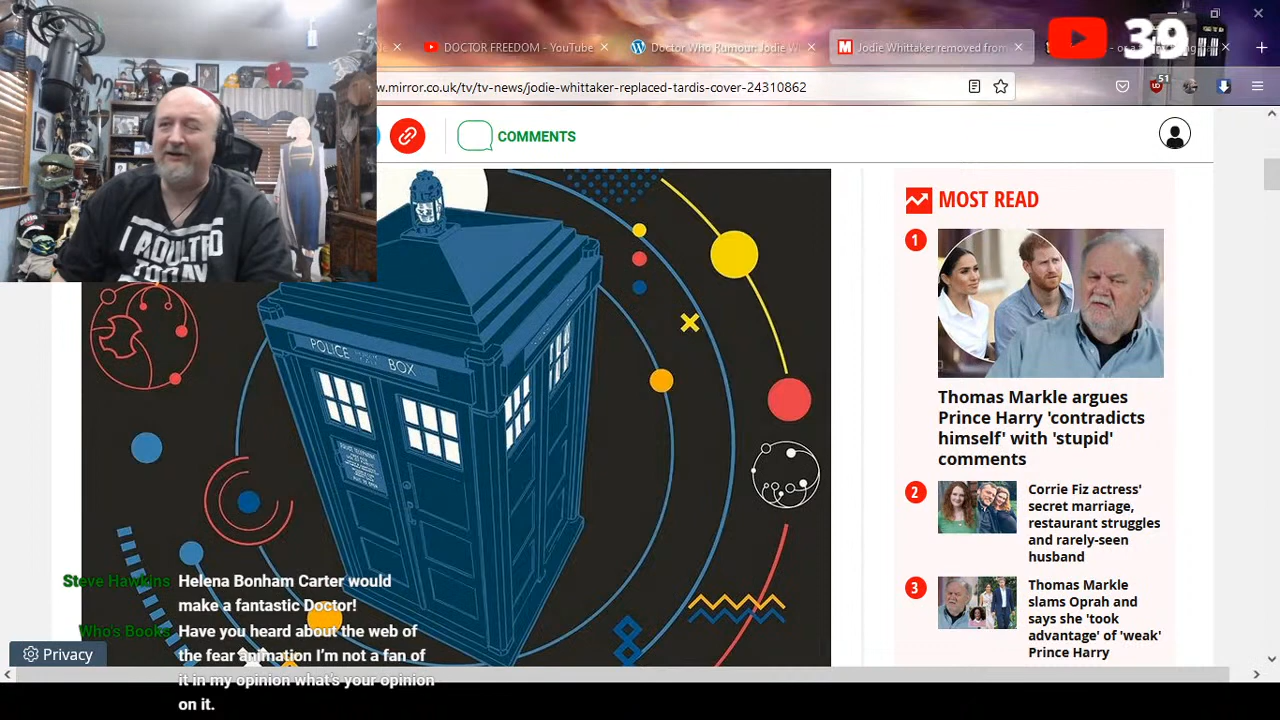 DOCTOR FREEDOM - YouTube
Doctor Who Rumour: Jodie W
Jodie Whittaker removed from
39
w.mirror.co.uk/tv/tv-news/jodie-whittaker-replaced-tardis-cover-24310862
51
COMMENTS
MOST READ
I ADULTED
TODAY
POLICE BOX
1
Thomas Markle argues
Prince Harry 'contradicts
himself' with 'stupid'
comments
2
Corrie Fiz actress'
secret marriage,
restaurant struggles
and rarely-seen
husband
3
Thomas Markle
slams Oprah and
says she 'took
advantage' of 'weak'
Prince Harry
Steve Hawkins Helena Bonham Carter would
make a fantastic Doctor!
Who's Books Have you heard about the web of
the fear animation I'm not a fan of
it in my opinion what's your opinion
on it.
Privacy